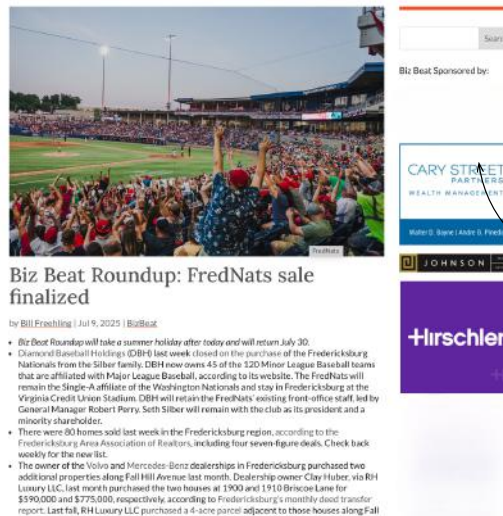 Sear
Biz Beat Sponsored by:
CARY STREET
PARTNERS
WEALTH MANAGEMENT
Walter D. Bayne | Andre G. Pinedo
JOHNSON
Hirschler
FredNats
Biz Beat Roundup: FredNats sale
finalized
by Bill Freehling | Jul 9, 2025 | BizBeat
• Biz Beat Roundup will take a summer holiday after today and will return July 30.
• Diamond Baseball Holdings (DBH) last week closed on the purchase of the Fredericksburg
Nationals from the Silber family. DBH now owns 45 of the 120 Minor League Baseball teams
that are affiliated with Major League Baseball, according to its website. The FredNats will
remain the Single-A affiliate of the Washington Nationals and stay in Fredericksburg at the
Virginia Credit Union Stadium. DBH will retain the FredNats' existing front-office staff, led by
General Manager Robert Perry. Seth Silber will remain with the club as its president and a
minority shareholder.
• There were 80 homes sold last week in the Fredericksburg region, according to the
Fredericksburg Area Association of Realtors, including four seven-figure deals. Check back
weekly for the new list.
• The owner of the Volvo and Mercedes-Benz dealerships in Fredericksburg purchased two
additional properties along Fall Hill Avenue last month. Dealership owner Clay Huber, via RH
Luxury LLC, last month purchased the two houses at 1900 and 1910 Briscoe Lane for
$590,000 and $775,000, respectively, according to Fredericksburg's monthly deed transfer
report. Last fall, RH Luxury LLC purchased a 4-acre parcel adjacent to those houses along Fall